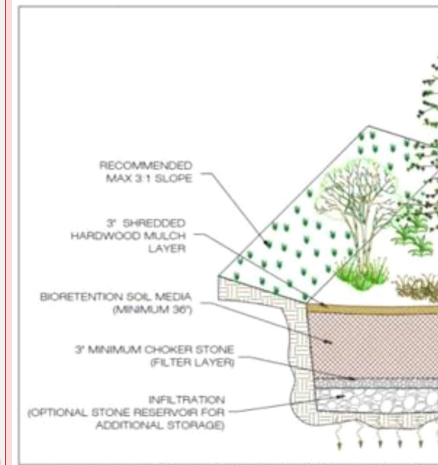 RECOMMENDED
MAX 3:1 SLOPE
3" SHREDDED
HARDWOOD MULCH
LAYER
BIORETENTION SOIL MEDIA
(MINIMUM 36")
3" MINIMUM CHOKER STONE
(FILTER LAYER)
INFILTRATION
(OPTIONAL STONE RESERVOIR FOR
ADDITIONAL STORAGE)